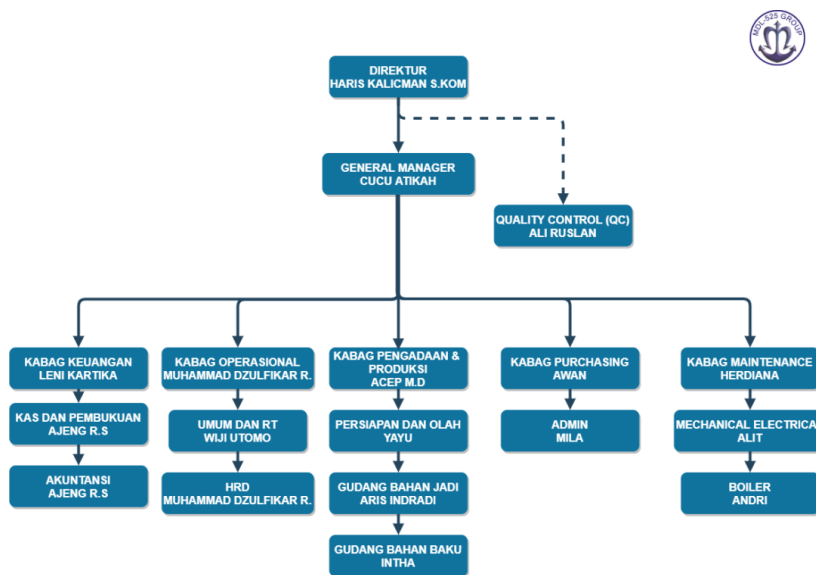 MDL-525 GROUP
DIREKTUR
HARIS KALICMAN S.KOM
GENERAL MANAGER
CUCU ATIKAH
QUALITY CONTROL (QC)
ALI RUSLAN
KABAG KEUANGAN
LENI KARTIKA
KAS DAN PEMBUKUAN
AJENG R.S
AKUNTANSI
AJENG R.S
KABAG OPERASIONAL
MUHAMMAD DZULFIKAR R.
UMUM DAN RT
WIJI UTOMO
HRD
MUHAMMAD DZULFIKAR R.
KABAG PENGADAAN &
PRODUKSI
ACEP M.D
PERSIAPAN DAN OLAH
YAYU
GUDANG BAHAN JADI
ARIS INDRADI
GUDANG BAHAN BAKU
INTHA
KABAG PURCHASING
AWAN
ADMIN
MILA
KABAG MAINTENANCE
HERDIANA
MECHANICAL ELECTRICA
ALIT
BOILER
ANDRI